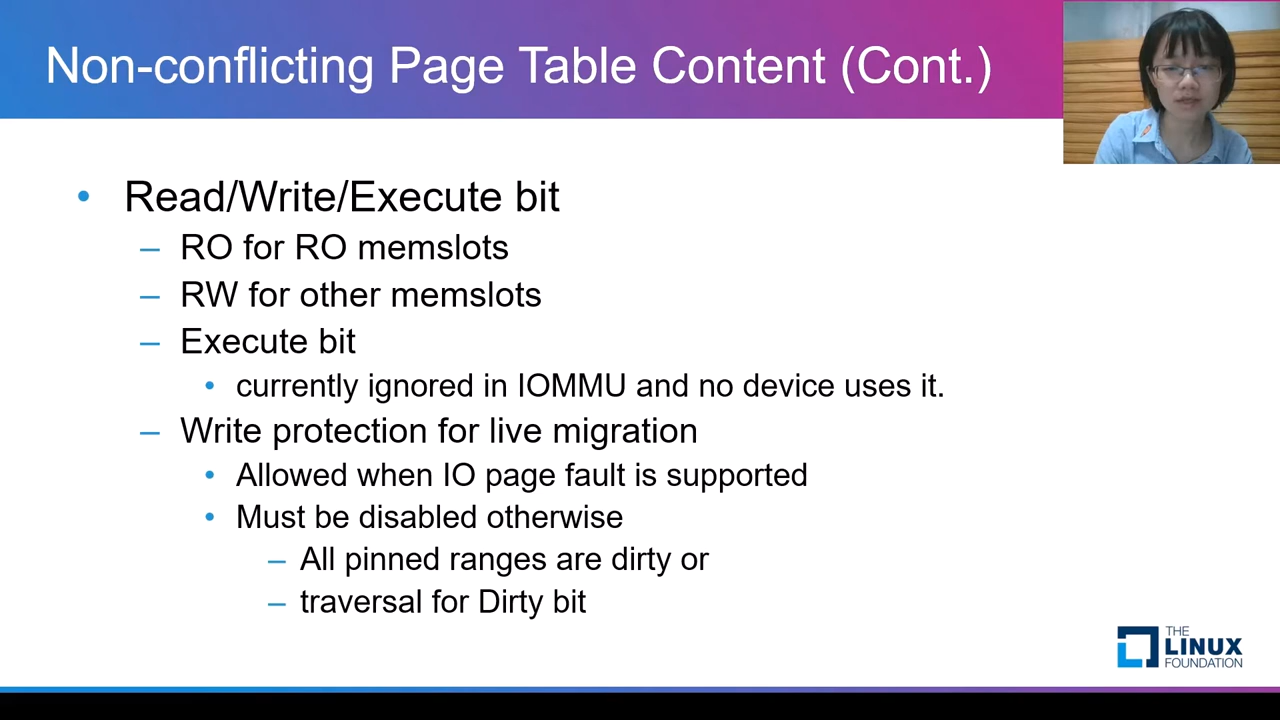 Non-conflicting Page Table Content (Cont.)
• Read/Write/Execute bit
– RO for RO memslots
– RW for other memslots
– Execute bit
• currently ignored in IOMMU and no device uses it.
– Write protection for live migration
• Allowed when IO page fault is supported
• Must be disabled otherwise
– All pinned ranges are dirty or
– traversal for Dirty bit
THE
LINUX
FOUNDATION